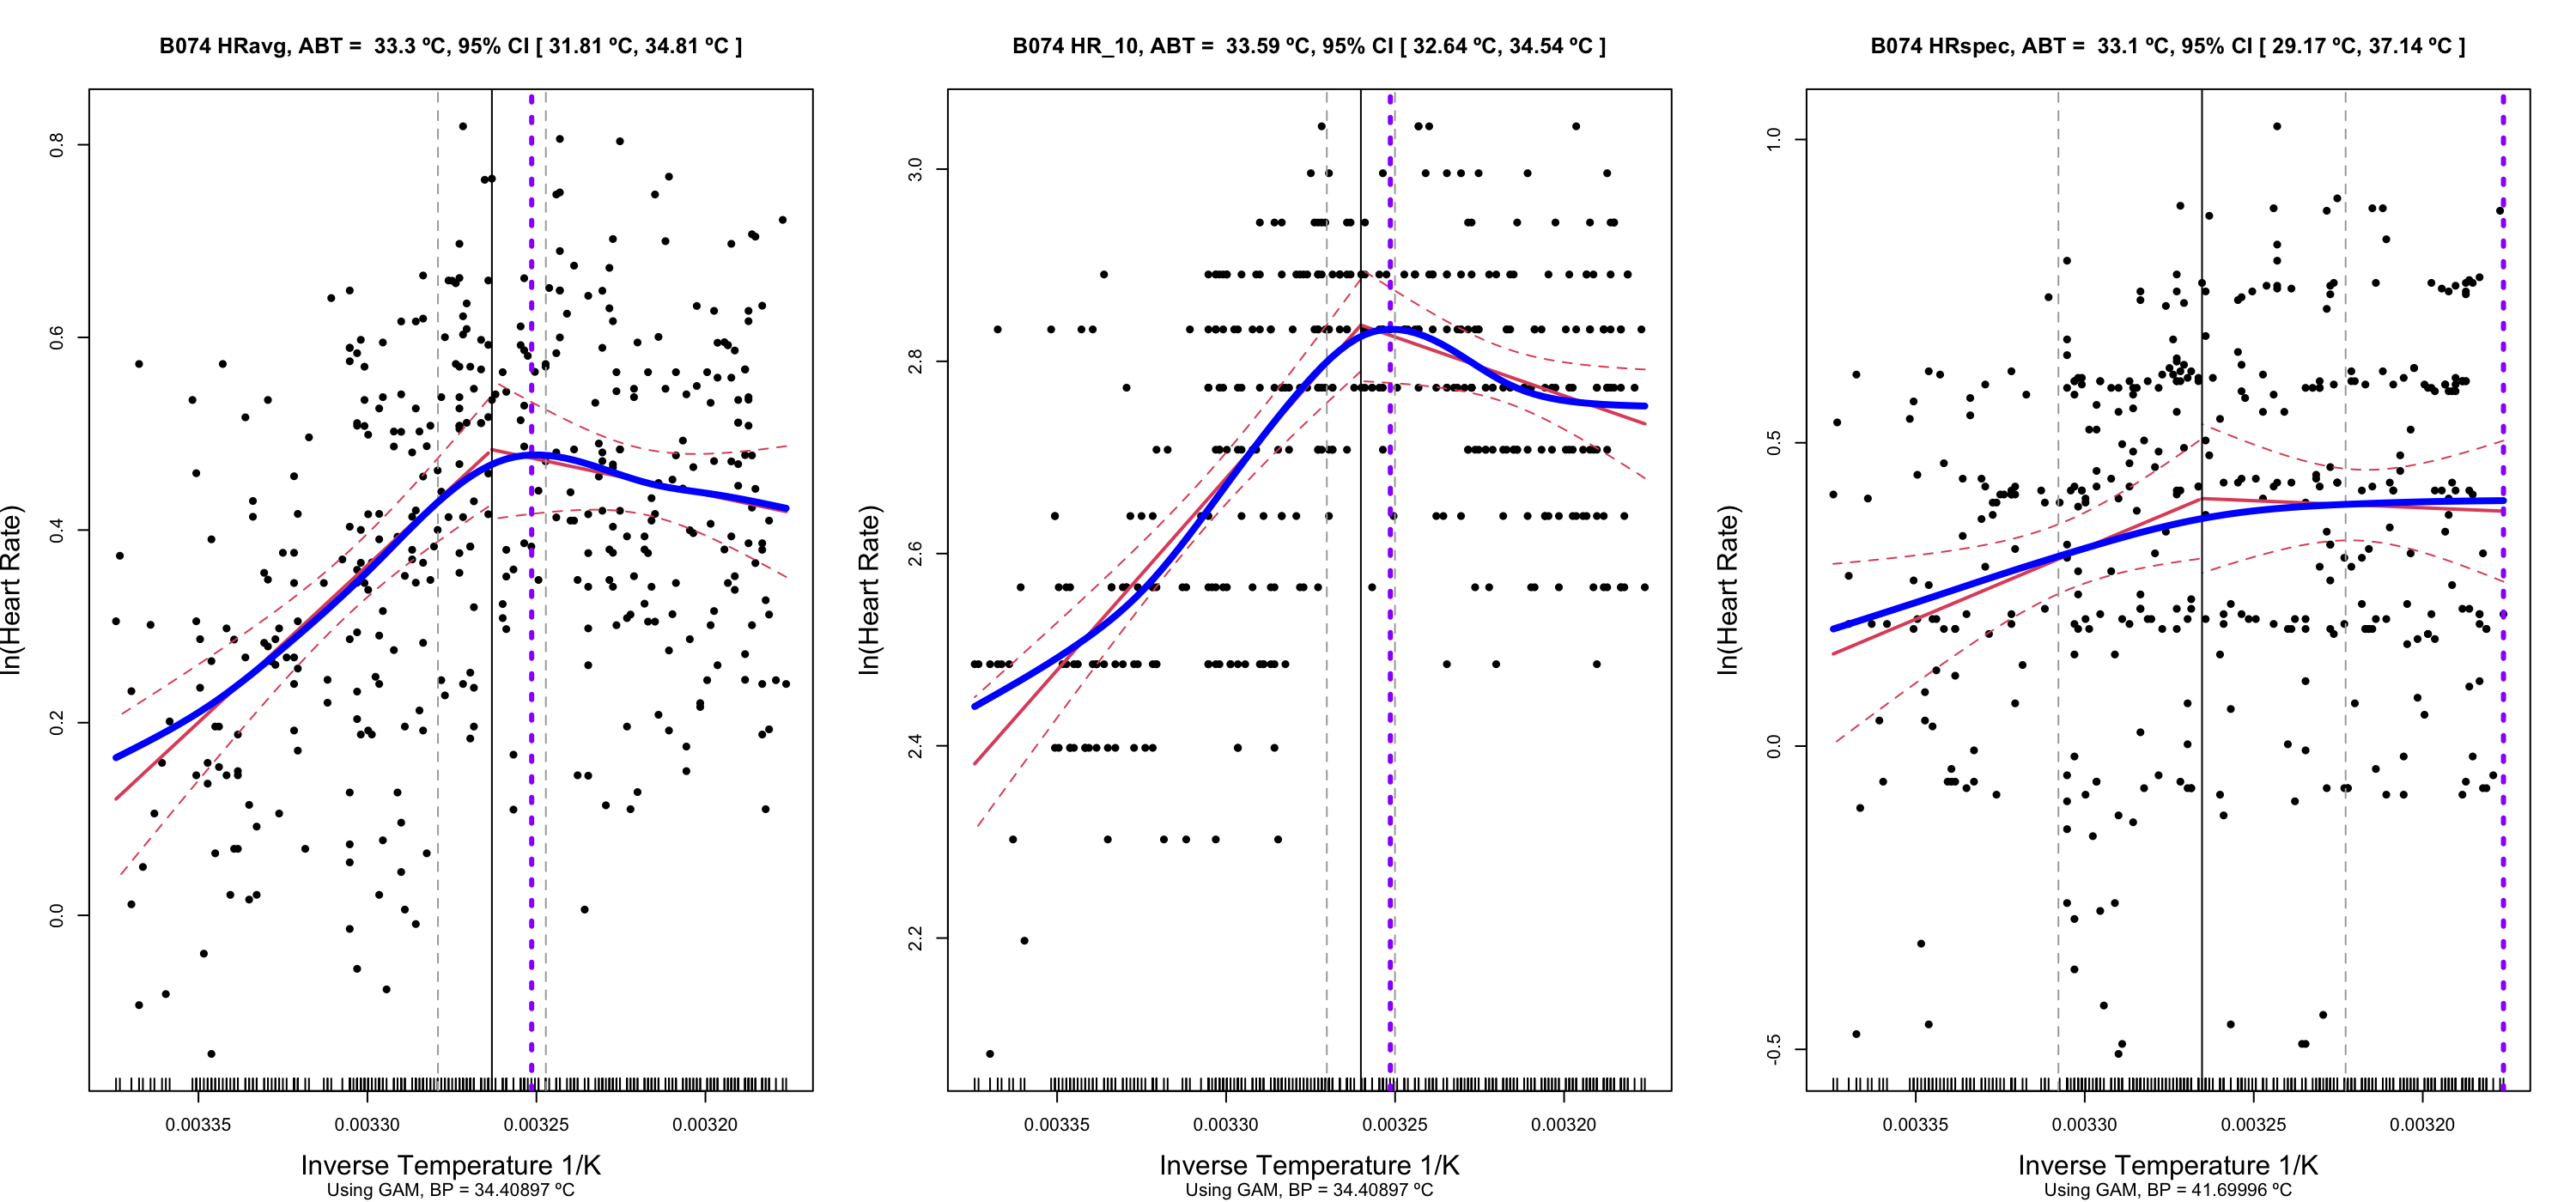 B074 HRavg, ABT =  33.3 ºC, 95% CI [ 31.81 ºC, 34.81 ºC ]
ln(Heart Rate)
0.8
0.6
0.4
0.2
0.0
0.00335 0.00330 0.00325 0.00320
Inverse Temperature 1/K
Using GAM, BP = 34.40897 ºC
B074 HR_10, ABT =  33.59 ºC, 95% CI [ 32.64 ºC, 34.54 ºC ]
ln(Heart Rate)
3.0
2.8
2.6
2.4
2.2
0.00335 0.00330 0.00325 0.00320
Inverse Temperature 1/K
Using GAM, BP = 34.40897 ºC
B074 HRspec, ABT =  33.1 ºC, 95% CI [ 29.17 ºC, 37.14 ºC ]
ln(Heart Rate)
1.0
0.5
0.0
-0.5
0.00335 0.00330 0.00325 0.00320
Inverse Temperature 1/K
Using GAM, BP = 41.69996 ºC